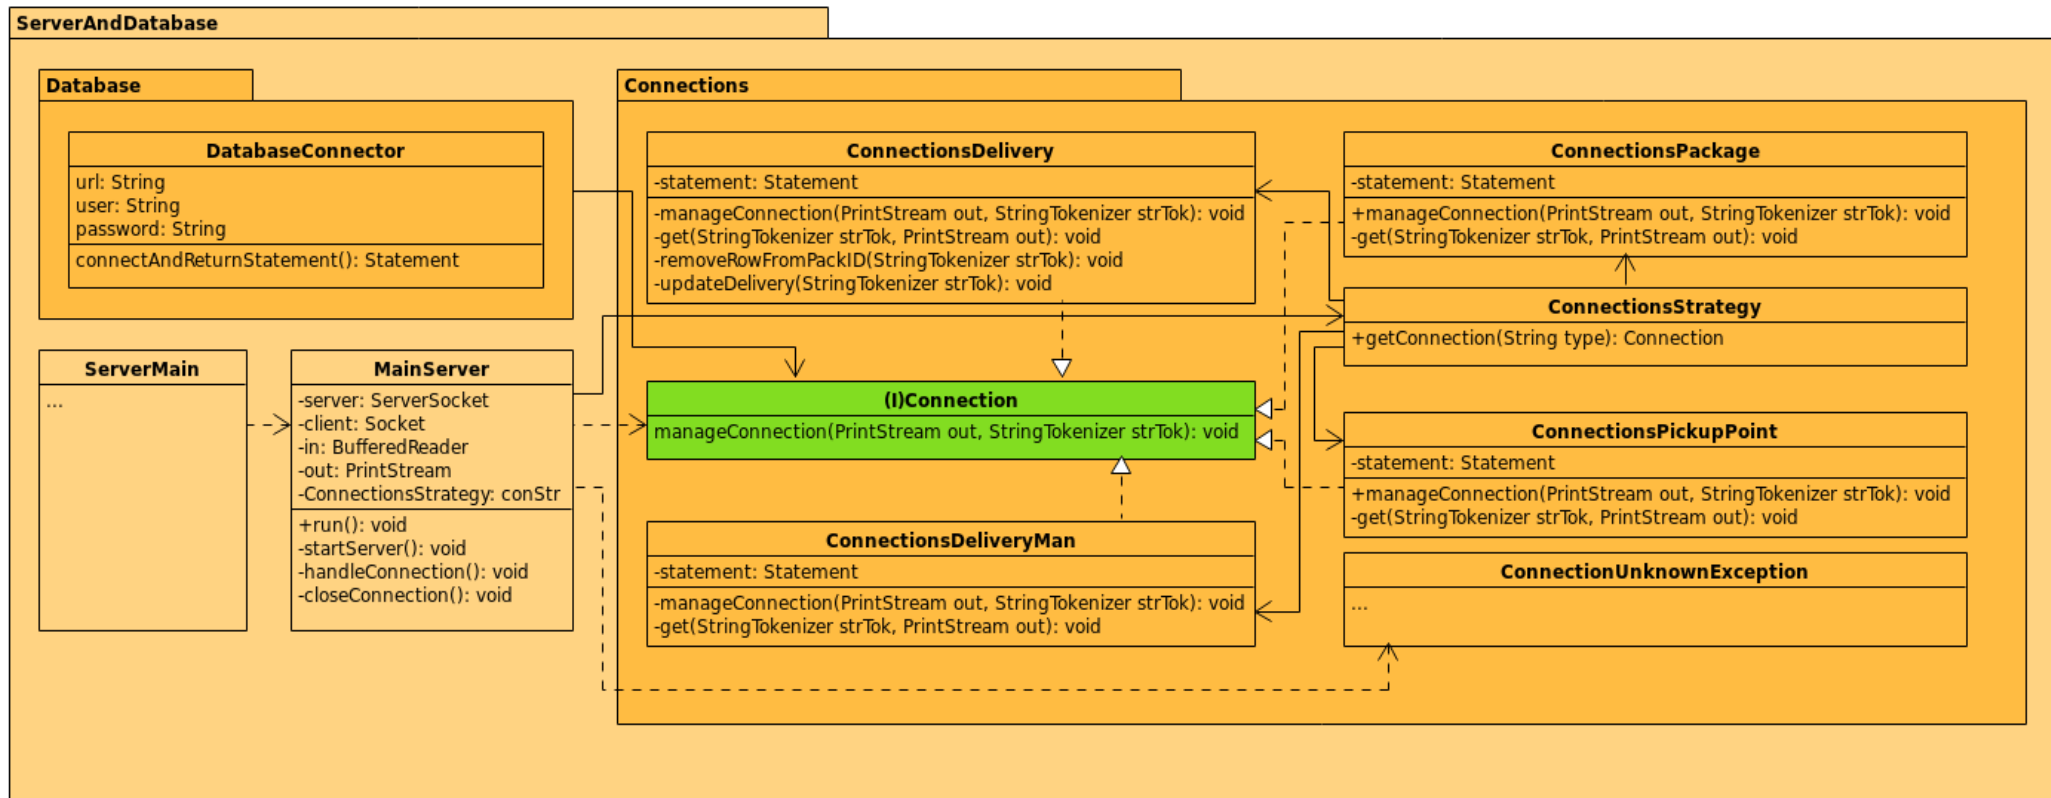 ServerAndDatabase
Database
DatabaseConnector
url: String
user: String
password: String
connectAndReturnStatement(): Statement
ServerMain
...
MainServer
-server: ServerSocket
-client: Socket
-in: BufferedReader
-out: PrintStream
-ConnectionsStrategy: conStr
+run(): void
-startServer(): void
-handleConnection(): void
-closeConnection(): void
Connections
ConnectionsDelivery
-statement: Statement
-manageConnection(PrintStream out, StringTokenizer strTok): void
-get(StringTokenizer strTok, PrintStream out): void
-removeRowFromPackID(StringTokenizer strTok): void
-updateDelivery(StringTokenizer strTok): void
(I)Connection
manageConnection(PrintStream out, StringTokenizer strTok): void
ConnectionsDeliveryMan
-statement: Statement
-manageConnection(PrintStream out, StringTokenizer strTok): void
-get(StringTokenizer strTok, PrintStream out): void
ConnectionsPackage
-statement: Statement
+manageConnection(PrintStream out, StringTokenizer strTok): void
-get(StringTokenizer strTok, PrintStream out): void
ConnectionsStrategy
+getConnection(String type): Connection
ConnectionsPickupPoint
-statement: Statement
+manageConnection(PrintStream out, StringTokenizer strTok): void
-get(StringTokenizer strTok, PrintStream out): void
ConnectionUnknownException
...